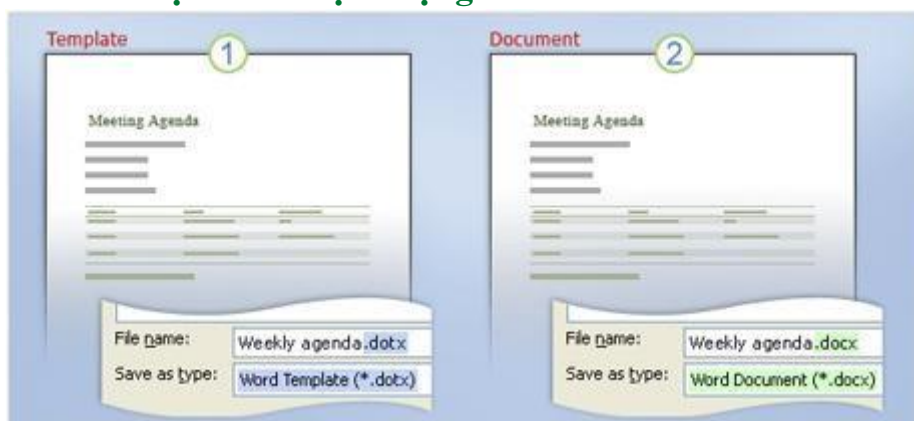 Template
1
Meeting Agenda
File name: Weekly agenda.dotx
Save as type: Word Template (*.dotx)
Document
2
Meeting Agenda
File name: Weekly agenda.docx
Save as type: Word Document (*.docx)